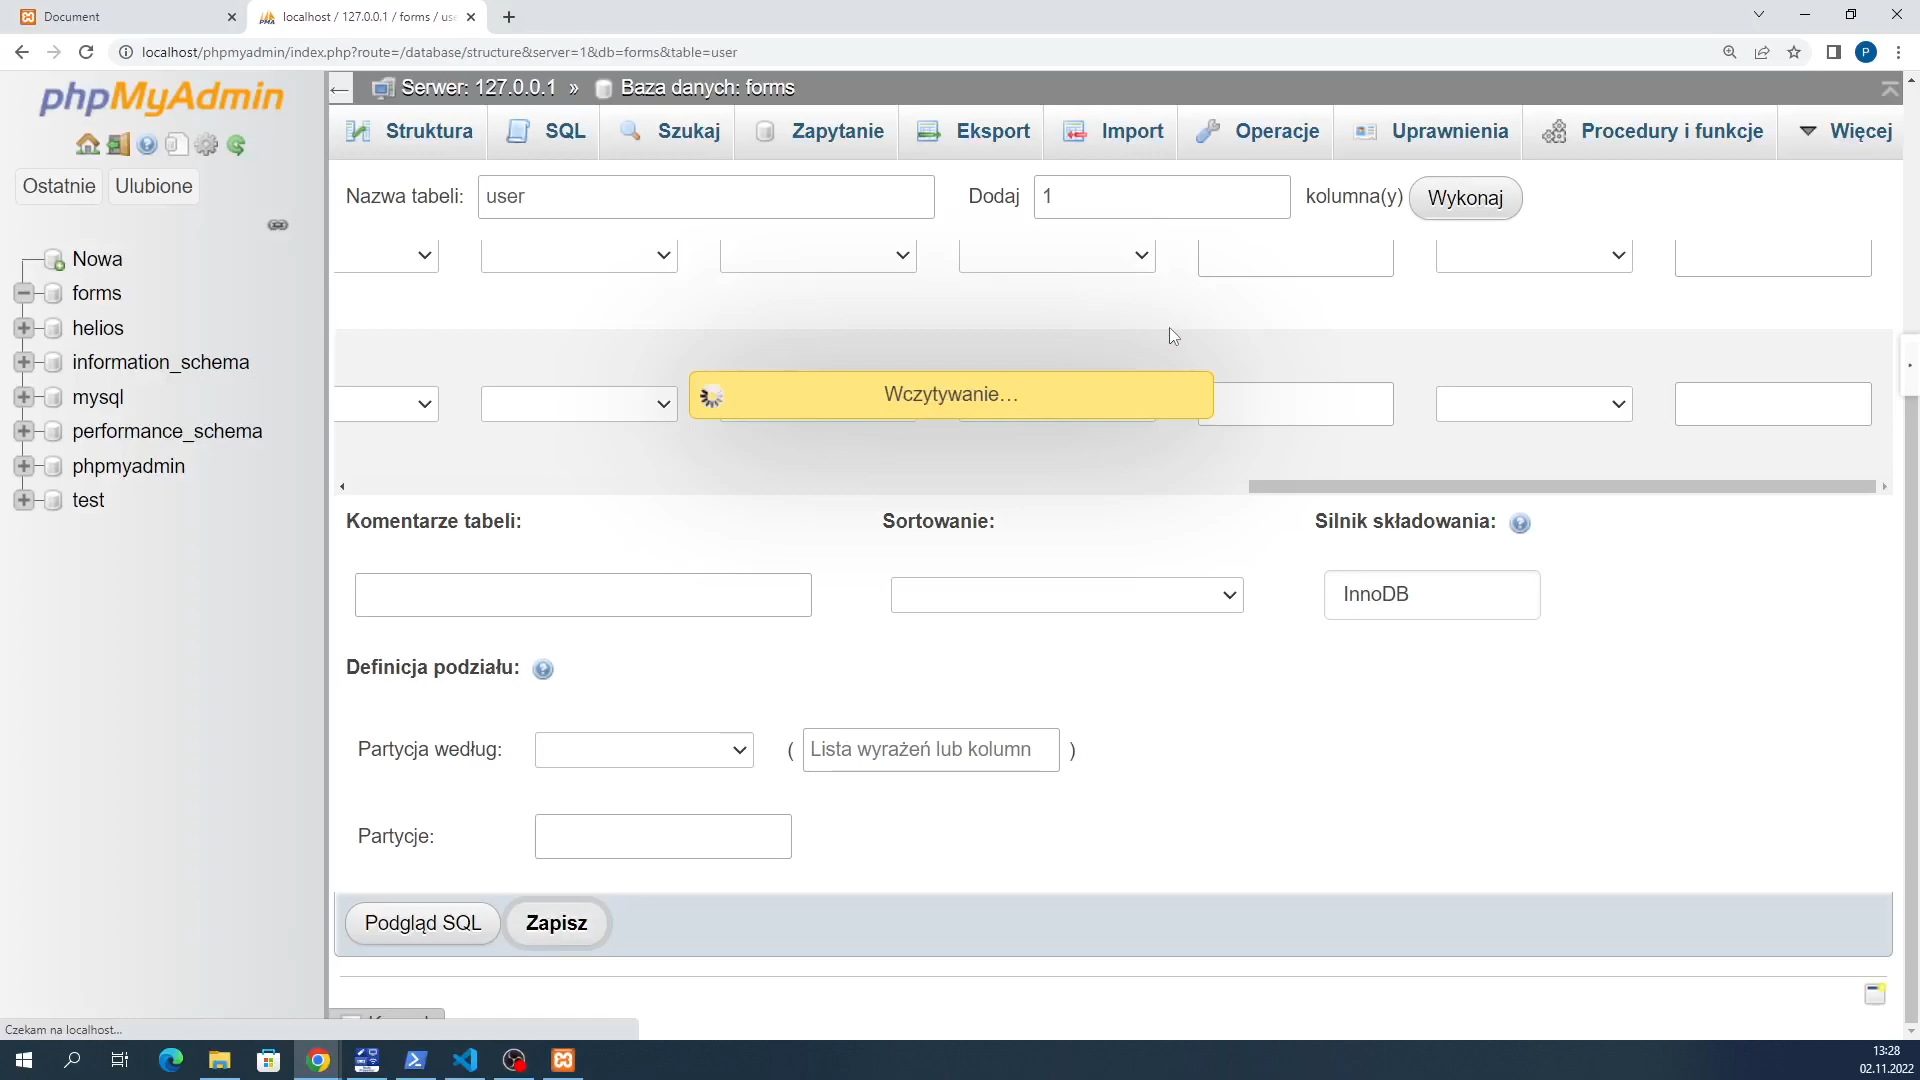 Document
localhost / 127.0.0.1 / forms / use
localhost/phpmyadmin/index.php?route=/database/structure&server=1&db=forms&table=user
P
phpMyAdmin
Ostatnie
Ulubione
Nowa
forms
helios
information_schema
mysql
performance_schema
phpmyadmin
test
Serwer: 127.0.0.1 » Baza danych: forms
Struktura
SQL
Szukaj
Zapytanie
Eksport
Import
Operacje
Uprawnienia
Procedury i funkcje
Więcej
Nazwa tabeli: user Dodaj 1 kolumna(y) Wykonaj
Wczytywanie…
Komentarze tabeli:
Sortowanie:
Silnik składowania:
InnoDB
Definicja podziału:
Partycja według: ( Lista wyrażeń lub kolumn )
Partycje:
Podgląd SQL
Zapisz
Czekam na localhost...
13:28
02.11.2022